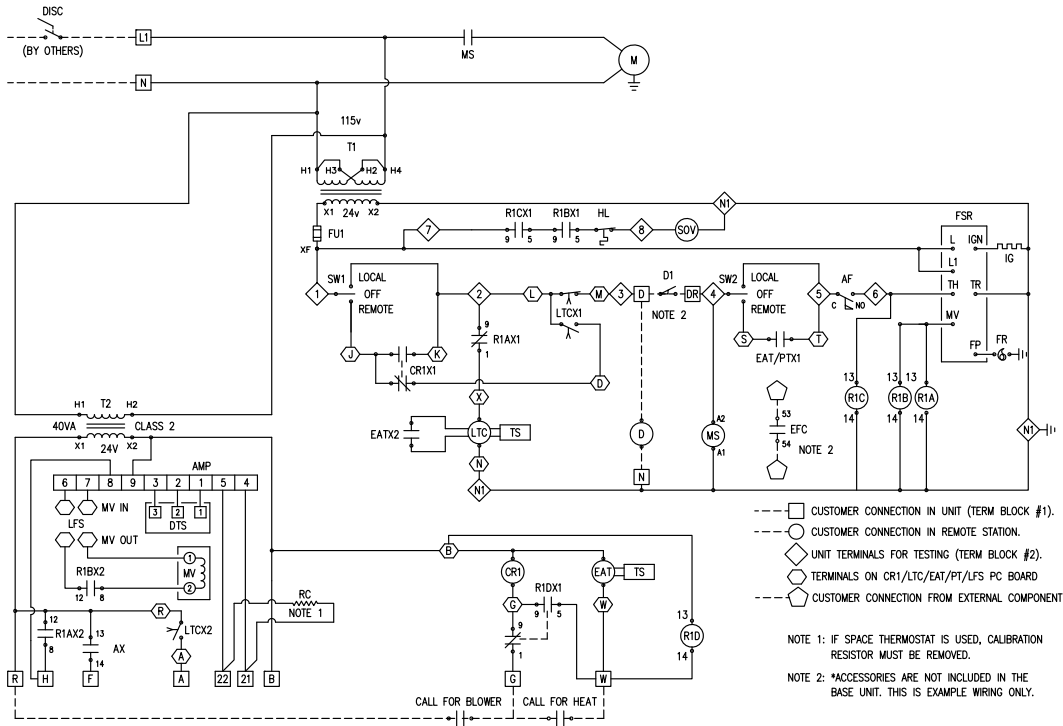 DISC
(BY OTHERS)
L1
MS
M
N
115v
T1
H1 H3 H2 H4
X1 24v X2
FU1
XF
N1
7
R1CX1
9 5
R1BX1
9 5
HL
8
SOV
FSR
L IGN
IG
L1
TH TR
MV
FP FR
1
SW1
LOCAL
OFF
REMOTE
2
L
M
3
D
D1
DR
4
NOTE 2
SW2
LOCAL
OFF
REMOTE
5
AF
C NO
6
LTCX1
S T
EAT/PTX1
J K
CR1X1
D
9
R1AX1
1
X
EATX2
LTC
TS
N
N1
D
N
A2
MS
A1
53
EFC
54
NOTE 2
13
R1C
14
13
R1B
14
13
R1A
14
N1
H1 T2 H2
40VA CLASS 2
X1 24V X2
AMP
6 7 8 9 3 2 1 5 4
MV IN
3 2 1
DTS
LFS
MV OUT
R1BX2
12 8
1
MV
2
R
12
R1AX2
8
13
AX
14
LTCX2
A
RC
NOTE 1
R H F A 22 21 B
B
CR1
EAT
TS
G
R1DX1
9 5
W
9
1
13
R1D
14
G
W
CALL FOR BLOWER
CALL FOR HEAT
CUSTOMER CONNECTION IN UNIT (TERM BLOCK #1).
CUSTOMER CONNECTION IN REMOTE STATION.
UNIT TERMINALS FOR TESTING (TERM BLOCK #2).
TERMINALS ON CR1/LTC/EAT/PT/LFS PC BOARD
CUSTOMER CONNECTION FROM EXTERNAL COMPONENT
NOTE 1: IF SPACE THERMOSTAT IS USED, CALIBRATION
RESISTOR MUST BE REMOVED.
NOTE 2: *ACCESSORIES ARE NOT INCLUDED IN THE
BASE UNIT. THIS IS EXAMPLE WIRING ONLY.